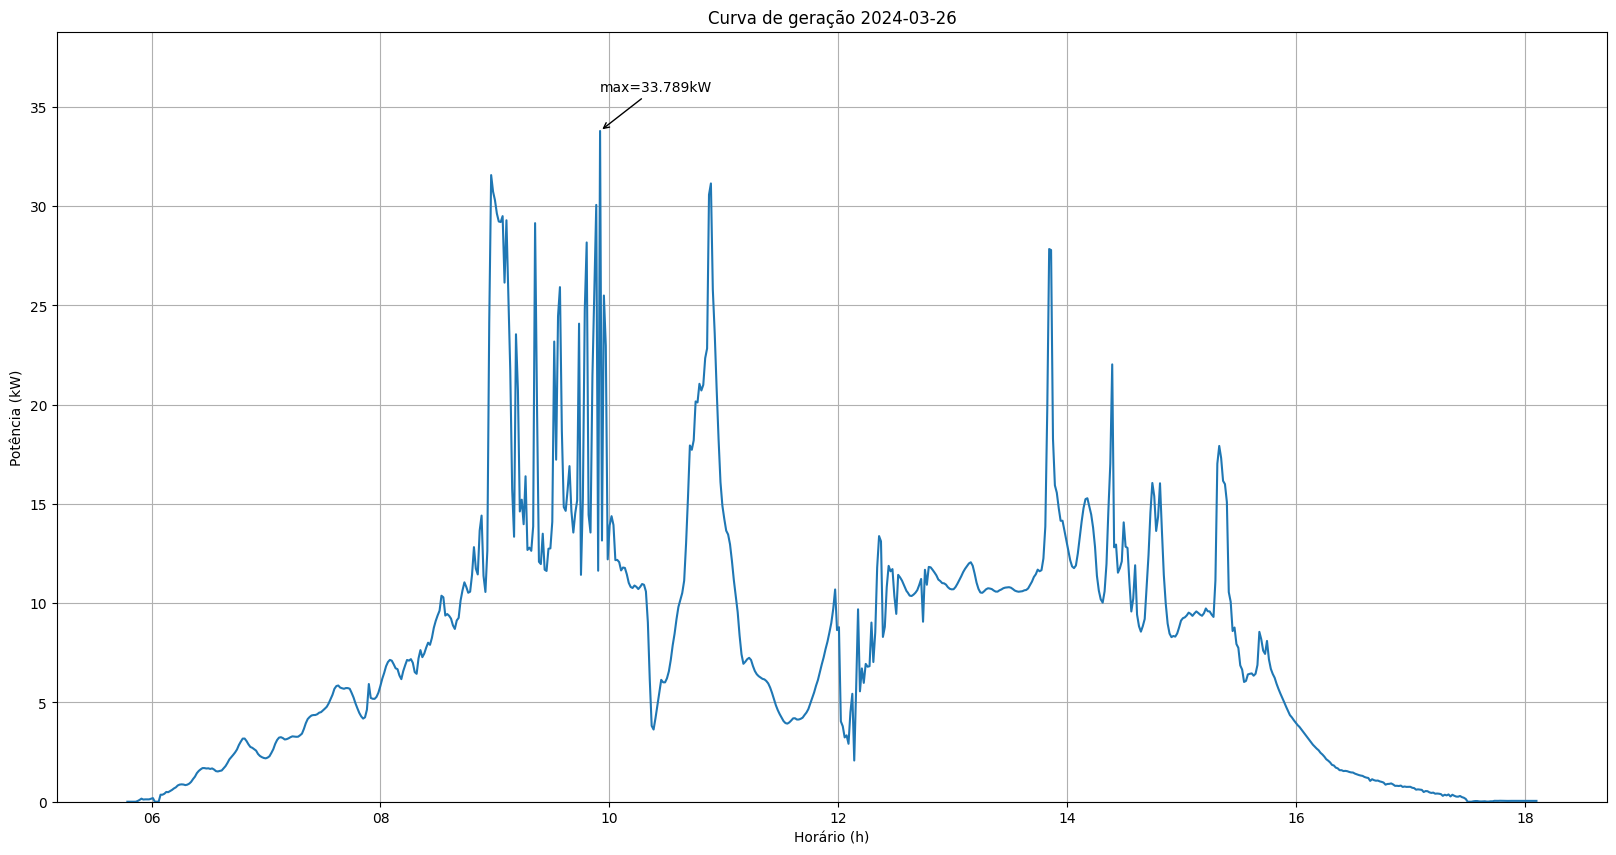 Curva de geração 2024-03-26
max=33.789kW
35
30
25
20
15
10
5
0
Potência (kW)
06 08 10 12 14 16 18
Horário (h)